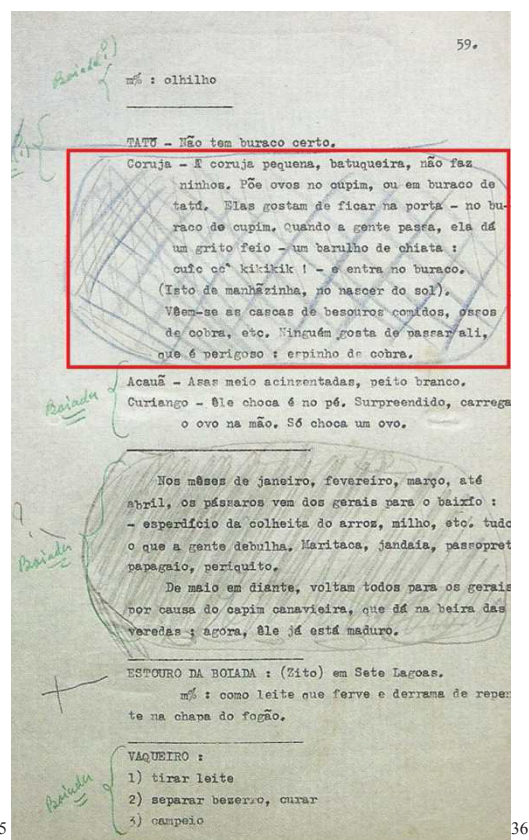 59.
Boiada?)
m% : olhilho
TATÚ - Não tem buraco certo.
Coruja - A coruja pequena, batuqueira, não faz
ninhos. Põe ovos no cupim, ou em buraco de
tatú. Elas gostam de ficar na porta - no bu-
raco de cupim. Quando a gente passa, ela dá
um grito feio - um barulho de chiata :
cuíc cc^ kikikik ! - e entra no buraco.
(Isto de manhãzinha, no nascer do sol).
Vêem-se as cascas de besouros comidos, ossos
de cobra, etc. Ninguém gosta de passar ali,
que é perigoso : espinho de cobra.
Acauã - Asas meio acinzentadas, peito branco.
Boiada
Curiango - êle choca é no pé. Surpreendido, carrega
o ovo na mão. Só choca um ovo.
Nos mêses de janeiro, fevereiro, março, até
abril, os pássaros vem dos gerais para o baixío :
?
- esperdício da colheita do arroz, milho, etc. tudo
Boiada
o que a gente debulha. Maritaca, jandaia, passopret
papagaio, periquito.
De maio em diante, voltam todos para os gerais
por causa do capim canavieira, que dá na beira das
veredas ; agora, êle já está maduro.
ESTOURO DA BOIADA : (Zito) em Sete Lagoas.
m% : como leite que ferve e derrama de repen
te na chapa do fogão.
VAQUEIRO :
1) tirar leite
Boiada
2) separar bezerro, curar
3) campeio
5
36